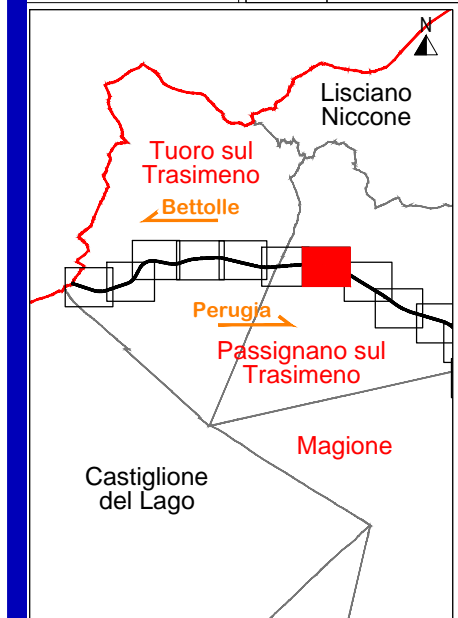 N
Lisciano
Niccone
Tuoro sul
Trasimeno
Bettolle
Perugia
Passignano sul
Trasimeno
Magione
Castiglione
del Lago